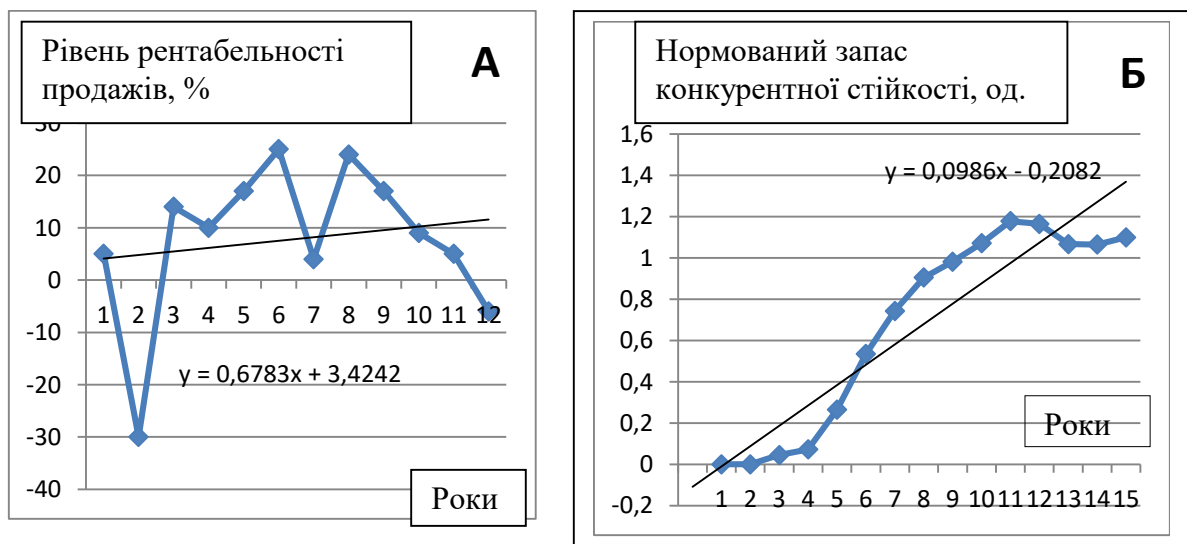 Рівень рентабельності
продажів, %
А
30
20
10
0
-10
-20
-30
-40
1 2 3 4 5 6 7 8 9 10 11 12
y = 0,6783x + 3,4242
Роки
Нормований запас
конкурентної стійкості, од.
Б
1,6
1,4
1,2
1
0,8
0,6
0,4
0,2
0
-0,2
y = 0,0986x - 0,2082
Роки
1 2 3 4 5 6 7 8 9 10 11 12 13 14 15